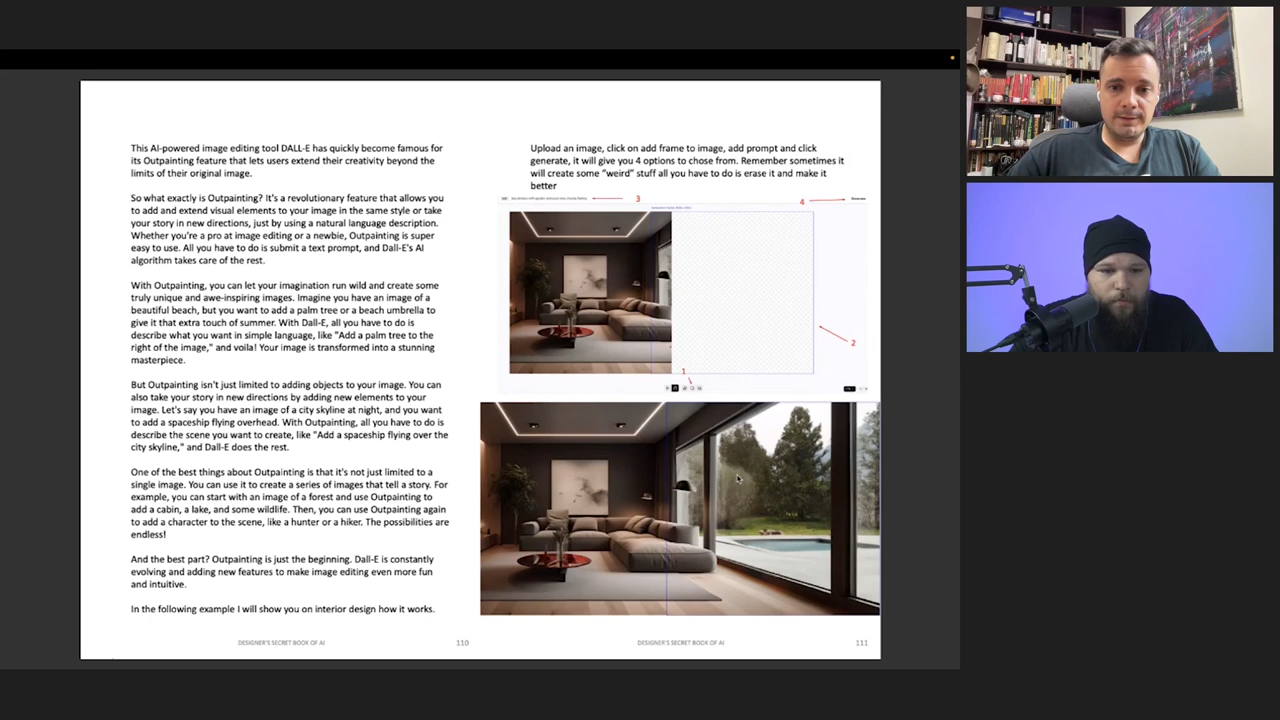 This AI-powered image editing tool DALL-E has quickly become famous for
its Outpainting feature that lets users extend their creativity beyond the
limits of their original image.
So what exactly is Outpainting? It's a revolutionary feature that allows you
to add and extend visual elements to your image in the same style or take
your story in new directions, just by using a natural language description.
Whether you're a pro at image editing or a newbie, Outpainting is super
easy to use. All you have to do is submit a text prompt, and Dall-E's AI
algorithm takes care of the rest.
With Outpainting, you can let your imagination run wild and create some
truly unique and awe-inspiring images. Imagine you have an image of a
beautiful beach, but you want to add a palm tree or a beach umbrella to
give it that extra touch of summer. With Dall-E, all you have to do is
describe what you want in simple language, like "Add a palm tree to the
right of the image," and voila! Your image is transformed into a stunning
masterpiece.
But Outpainting isn't just limited to adding objects to your image. You can
also take your story in new directions by adding new elements to your
image. Let's say you have an image of a city skyline at night, and you want
to add a spaceship flying overhead. With Outpainting, all you have to do is
describe the scene you want to create, like "Add a spaceship flying over the
city skyline," and Dall-E does the rest.
One of the best things about Outpainting is that it's not just limited to a
single image. You can use it to create a series of images that tell a story. For
example, you can start with an image of a forest and use Outpainting to
add a cabin, a lake, and some wildlife. Then, you can use Outpainting again
to add a character to the scene, like a hunter or a hiker. The possibilities are
endless!
And the best part? Outpainting is just the beginning. Dall-E is constantly
evolving and adding new features to make image editing even more fun
and intuitive.
In the following example I will show you on interior design how it works.
DESIGNER'S SECRET BOOK OF AI 110
Upload an image, click on add frame to image, add prompt and click
generate, it will give you 4 options to chose from. Remember sometimes it
will create some "weird" stuff all you have to do is erase it and make it
better
3
4
2
1
DESIGNER'S SECRET BOOK OF AI 111